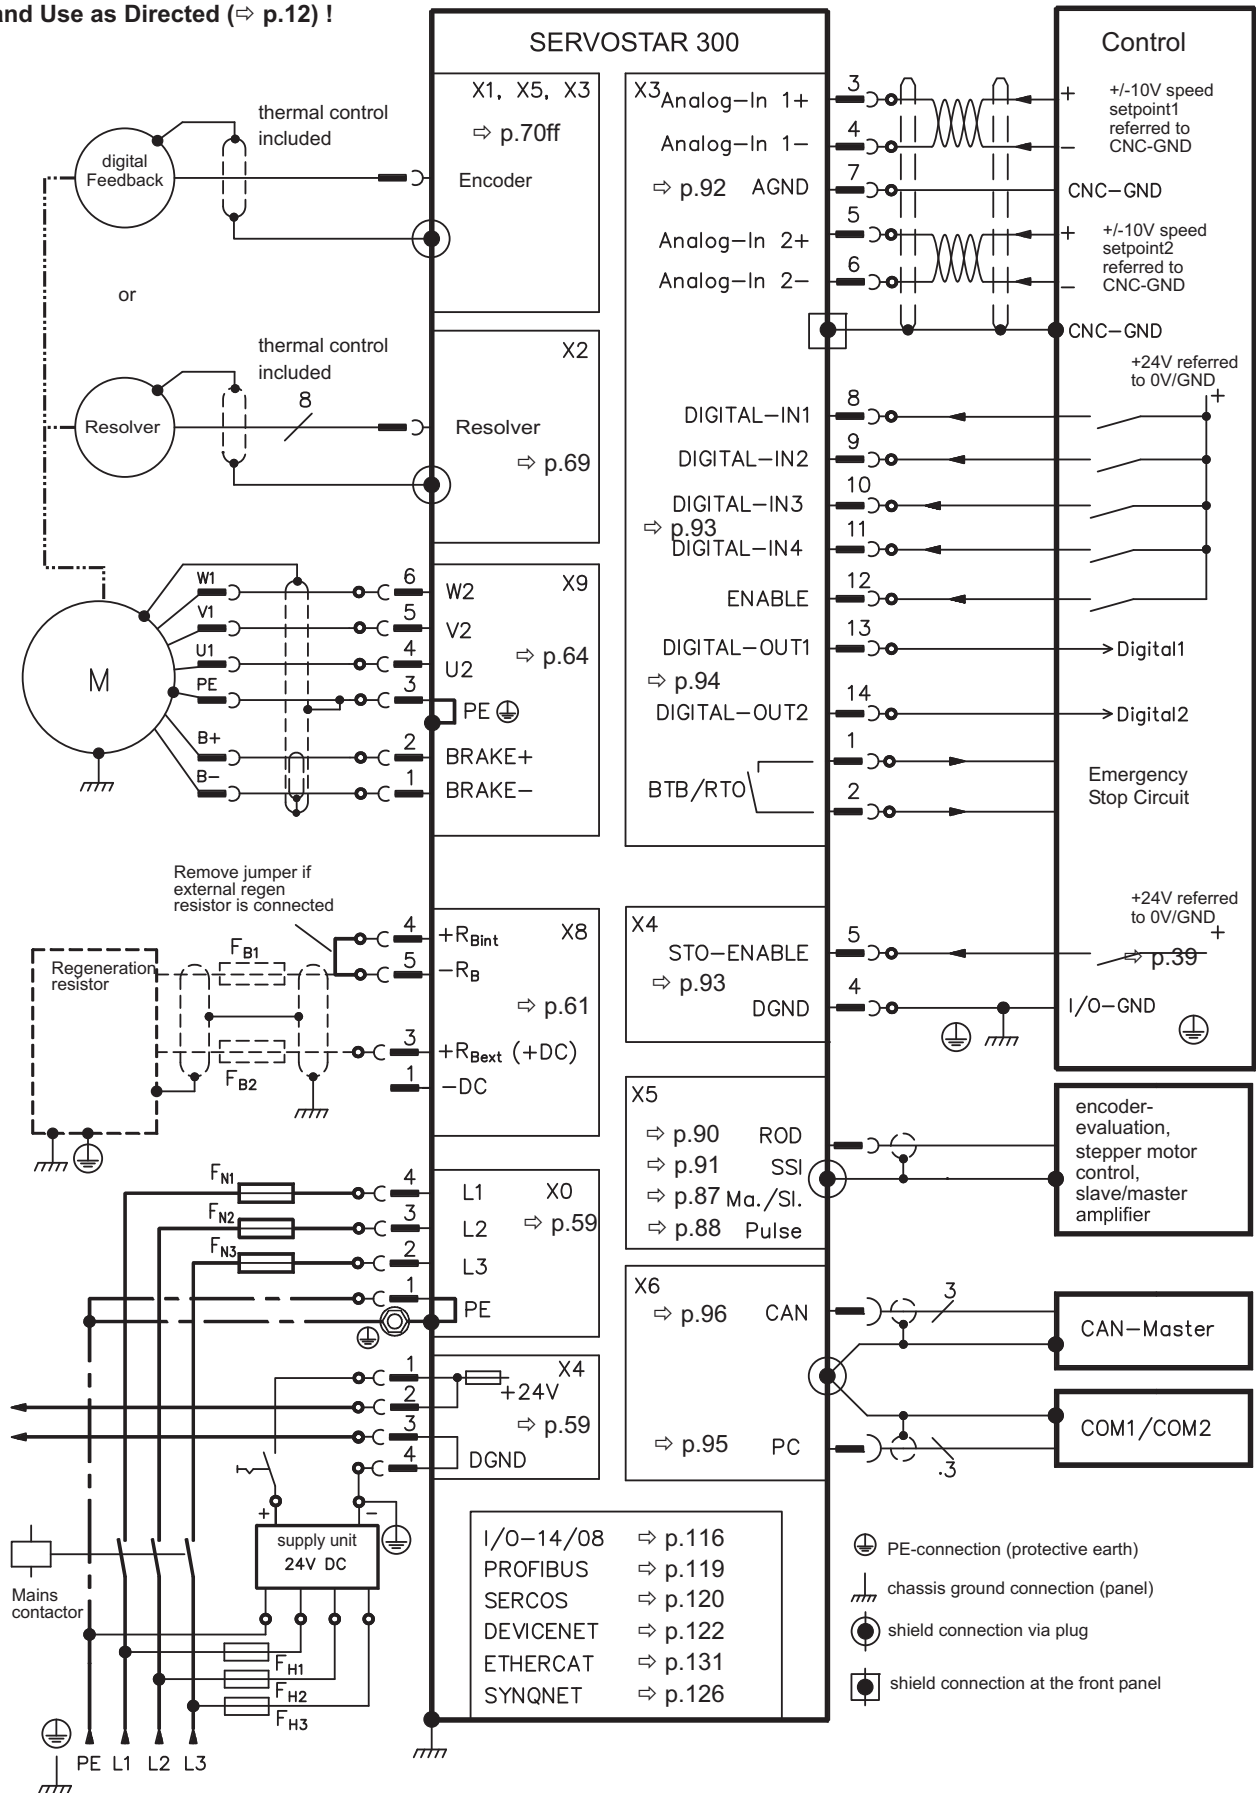 and Use as Directed (⇨ p.12) !
SERVOSTAR 300
Control
X1, X5, X3
⇨ p.70ff
Encoder
thermal control
included
digital
Feedback
or
thermal control
included
8
Resolver
X2
Resolver
⇨ p.69
X3
Analog-In 1+
3
Analog-In 1-
4
⇨ p.92
AGND
7
Analog-In 2+
5
Analog-In 2-
6
+
+/-10V speed
setpoint1
referred to
CNC-GND
-
CNC-GND
+
+/-10V speed
setpoint2
referred to
CNC-GND
-
CNC-GND
+24V referred
to 0V/GND
+
DIGITAL-IN1
8
DIGITAL-IN2
9
DIGITAL-IN3
10
⇨ p.93
DIGITAL-IN4
11
ENABLE
12
DIGITAL-OUT1
13
Digital1
⇨ p.94
DIGITAL-OUT2
14
Digital2
BTB/RTO
1
2
Emergency
Stop Circuit
M
W1
6
W2
X9
V1
5
V2
U1
4
U2
⇨ p.64
PE
3
PE
B+
2
BRAKE+
B-
1
BRAKE-
Remove jumper if
external regen
resistor is connected
Regeneration
resistor
FB1
FB2
4
+RBint
X8
5
-RB
⇨ p.61
3
+RBext (+DC)
1
-DC
X4
STO-ENABLE
5
⇨ p.93
DGND
4
+24V referred
to 0V/GND
+
⇨ p.39
I/O-GND
X5
⇨ p.90 ROD
⇨ p.91 SSI
⇨ p.87 Ma./Sl.
⇨ p.88 Pulse
encoder-
evaluation,
stepper motor
control,
slave/master
amplifier
FN1
4
L1
X0
FN2
3
L2
⇨ p.59
FN3
2
L3
1
PE
X6
⇨ p.96 CAN
3
CAN-Master
⇨ p.95 PC
.3
COM1/COM2
1
X4
+24V
2
⇨ p.59
3
DGND
4
+
-
supply unit
24V DC
Mains
contactor
FH1
FH2
FH3
PE L1 L2 L3
I/O-14/08 ⇨ p.116
PROFIBUS ⇨ p.119
SERCOS ⇨ p.120
DEVICENET ⇨ p.122
ETHERCAT ⇨ p.131
SYNQNET ⇨ p.126
PE-connection (protective earth)
chassis ground connection (panel)
shield connection via plug
shield connection at the front panel